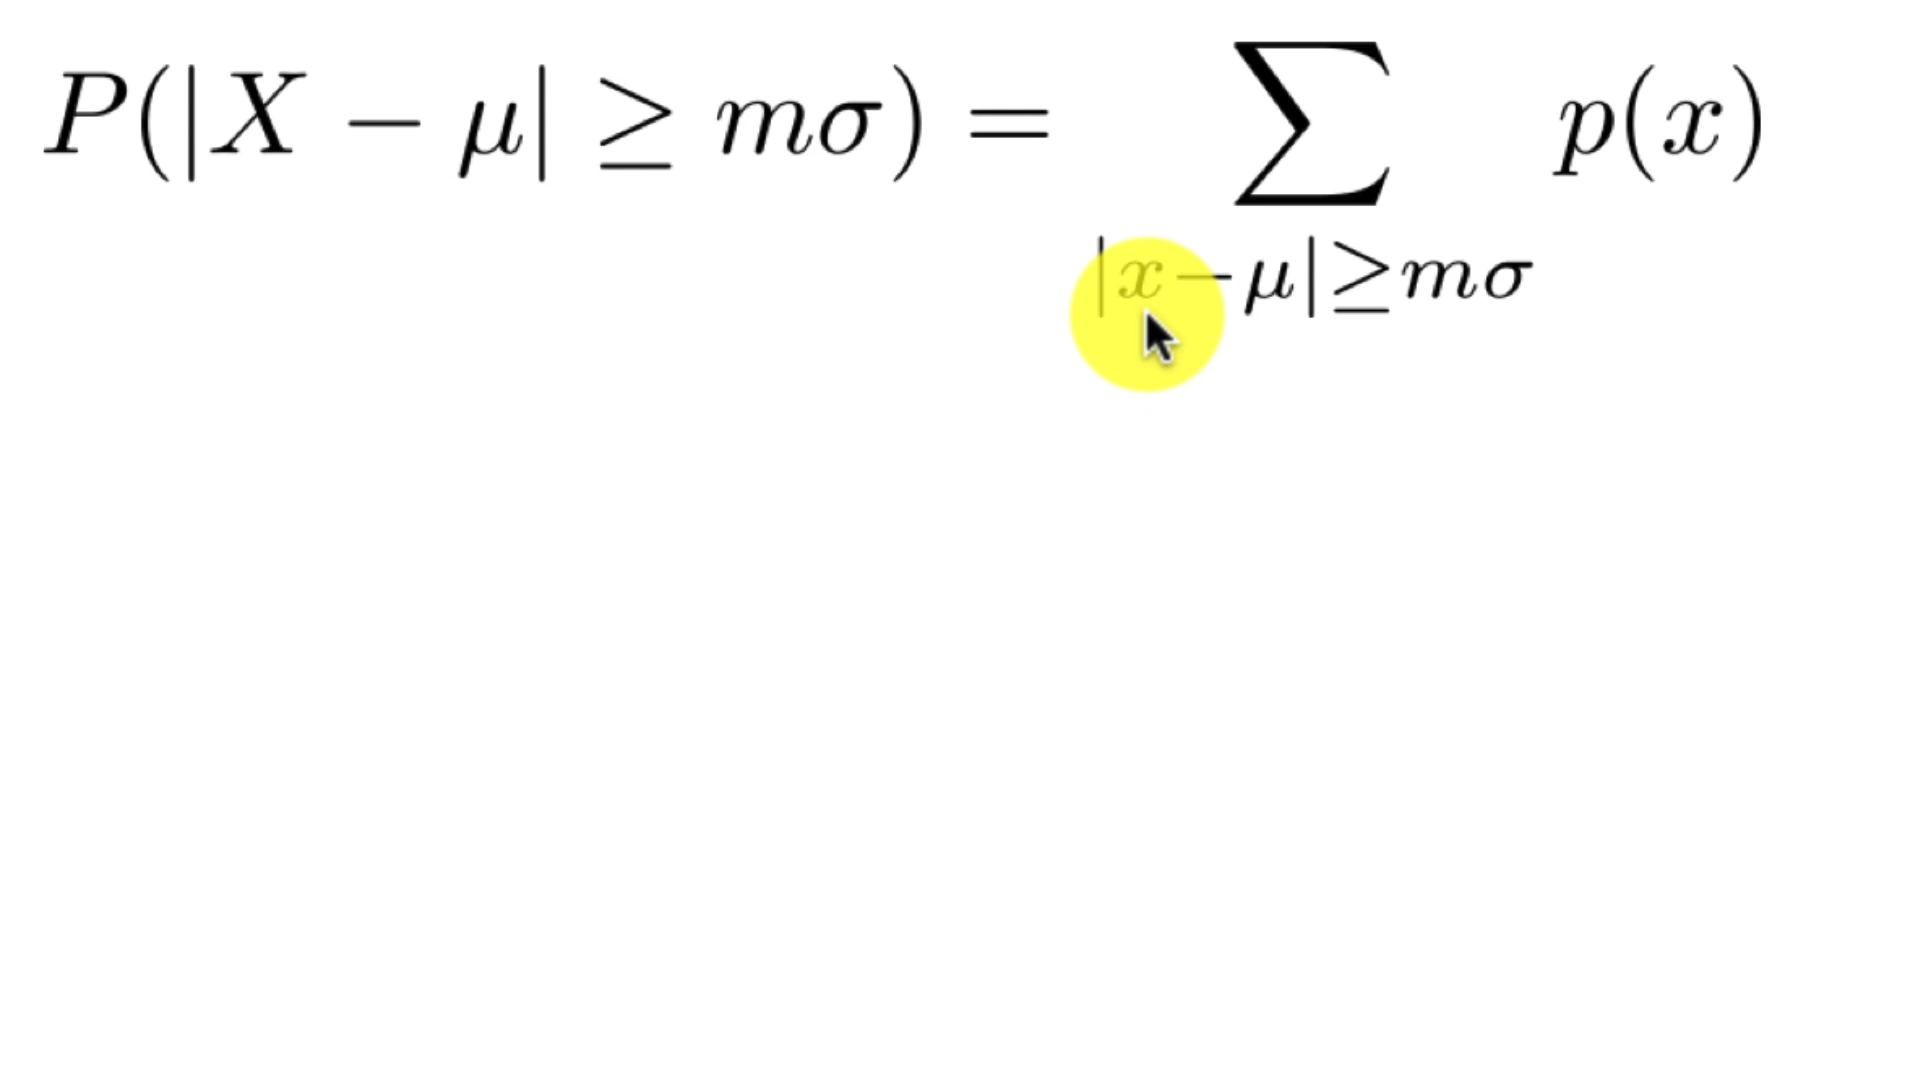 P(|X − μ| ≥ mσ) = ∑ p(x)
|x−μ|≥mσ